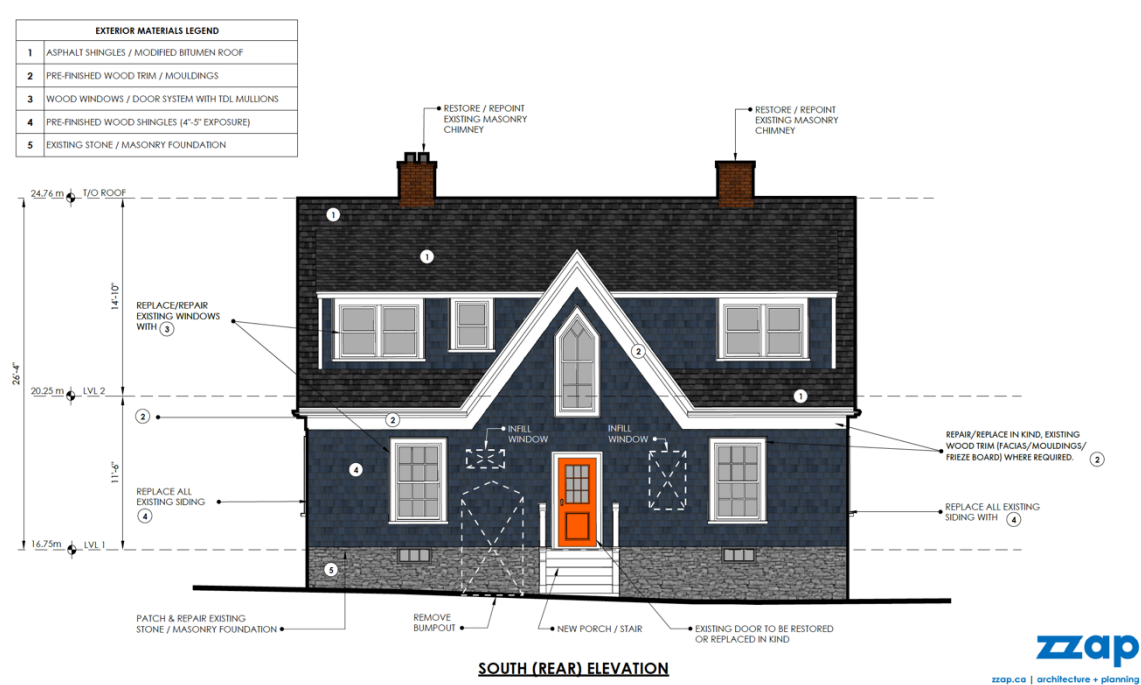 EXTERIOR MATERIALS LEGEND
1 ASPHALT SHINGLES / MODIFIED BITUMEN ROOF
2 PRE-FINISHED WOOD TRIM / MOULDINGS
3 WOOD WINDOWS / DOOR SYSTEM WITH TDL MULLIONS
4 PRE-FINISHED WOOD SHINGLES (4"-5" EXPOSURE)
5 EXISTING STONE / MASONRY FOUNDATION
RESTORE / REPOINT
EXISTING MASONRY
CHIMNEY
RESTORE / REPOINT
EXISTING MASONRY
CHIMNEY
24.76 m T/O ROOF
1
1
14'-10"
REPLACE/REPAIR
EXISTING WINDOWS
WITH 3
2
26'-4"
20.25 m LVL 2
1
2
2
INFILL
WINDOW
INFILL
WINDOW
REPAIR/REPLACE IN KIND, EXISTING
WOOD TRIM (FACIAS/MOULDINGS/
FRIEZE BOARD) WHERE REQUIRED. 2
4
11'-6"
REPLACE ALL
EXISTING SIDING
4
REPLACE ALL EXISTING
SIDING WITH 4
16.75m LVL 1
5
PATCH & REPAIR EXISTING
STONE / MASONRY FOUNDATION
REMOVE
BUMPOUT
NEW PORCH / STAIR
EXISTING DOOR TO BE RESTORED
OR REPLACED IN KIND
SOUTH (REAR) ELEVATION
zzap
zzap.ca | architecture + planning